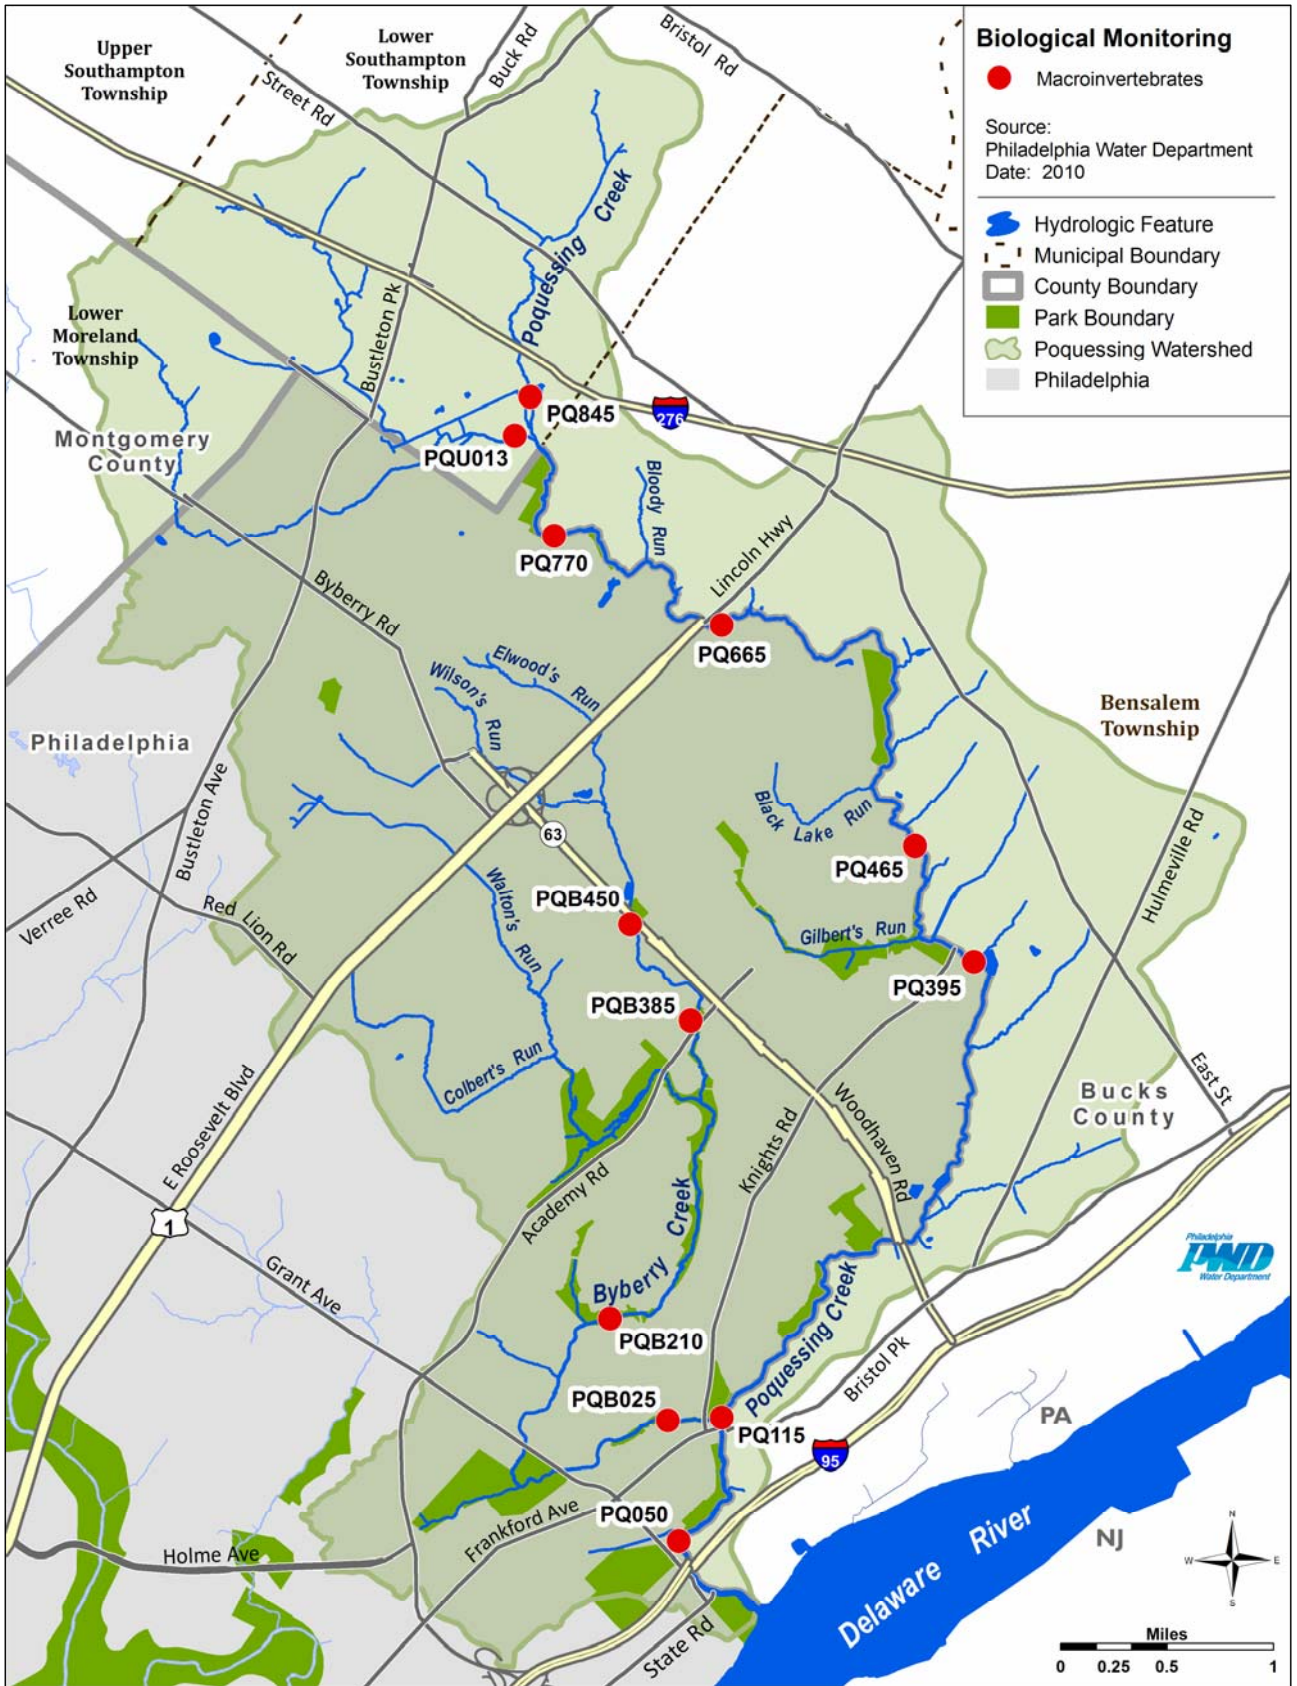 Biological Monitoring
Macroinvertebrates
Source:
Philadelphia Water Department
Date: 2010
Hydrologic Feature
Municipal Boundary
County Boundary
Park Boundary
Poquessing Watershed
Philadelphia
Upper
Southampton
Township
Lower
Southampton
Township
Buck Rd
Bristol Rd
Street Rd
Poquessing Creek
Lower
Moreland
Township
Bustleton Pk
PQ845
276
PQU013
Montgomery
County
Bloody Run
PQ770
Lincoln Hwy
Byberry Rd
PQ665
Elwood's Run
Wilson's Run
Bensalem
Township
Philadelphia
Bustleton Ave
Black Lake Run
63
PQ465
Hulmeville Rd
Verree Rd
Red Lion Rd
Walton's Run
PQB450
Gilbert's Run
PQ395
PQB385
Colbert's Run
East St
Bucks
County
E Roosevelt Blvd
Woodhaven Rd
Knights Rd
Academy Rd
1
Byberry Creek
Philadelphia
PWD
Water Department
Grant Ave
PQB210
Poquessing Creek
Bristol Pk
PQB025
PQ115
PA
95
PQ050
Frankford Ave
Holme Ave
NJ
Delaware River
State Rd
N
W
E
S
Miles
0 0.25 0.5 1